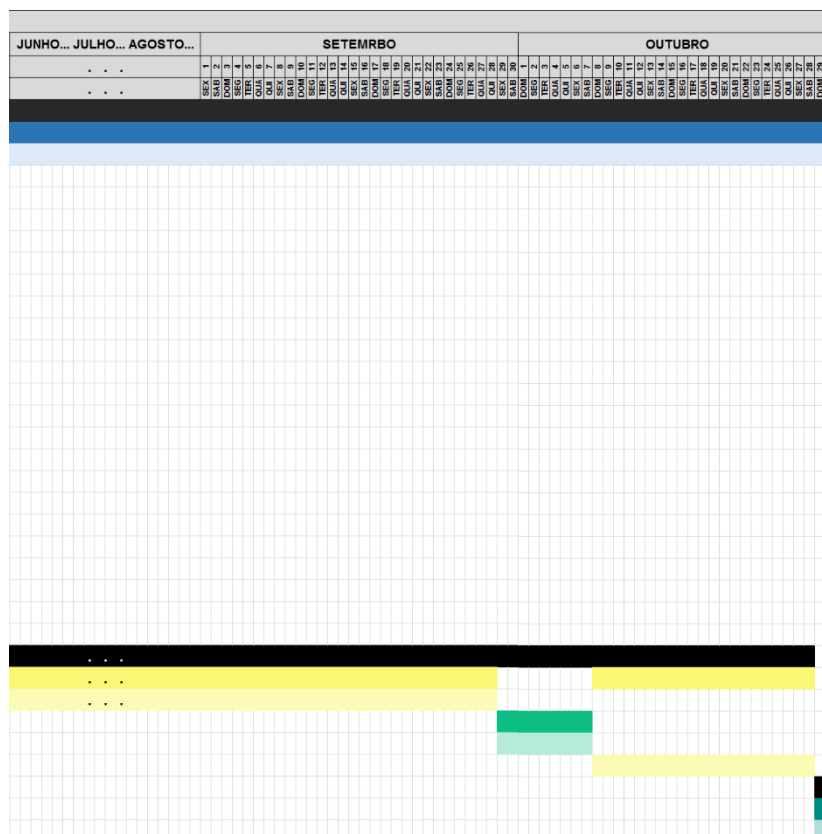 JUNHO... JULHO... AGOSTO... SETEMRBO OUTUBRO
. . . 1 2 3 4 5 6 7 8 9 10 11 12 13 14 15 16 17 18 19 20 21 22 23 24 25 26 27 28 29 30 1 2 3 4 5 6 7 8 9 10 11 12 13 14 15 16 17 18 19 20 21 22 23 24 25 26 27 28 29
. . . SEX SAB DOM SEG TER QUA QUI SEX SAB DOM SEG TER QUA QUI SEX SAB DOM SEG TER QUA QUI SEX SAB DOM SEG TER QUA QUI SEX SAB DOM SEG TER QUA QUI SEX SAB DOM SEG TER QUA QUI SEX SAB DOM SEG TER QUA QUI SEX SAB DOM SEG TER QUA QUI SEX SAB DOM
. . .
. . .
. . .